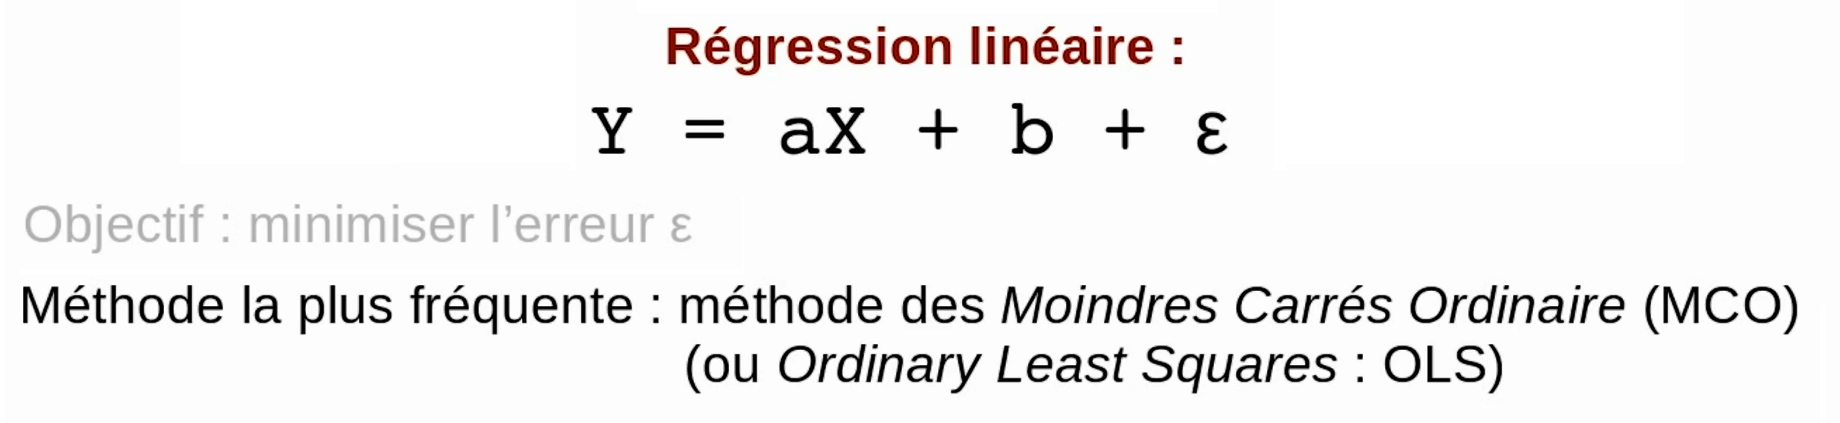 Régression linéaire :
Y = aX + b + ε
Objectif : minimiser l’erreur ε
Méthode la plus fréquente : méthode des Moindres Carrés Ordinaire (MCO)
(ou Ordinary Least Squares : OLS)